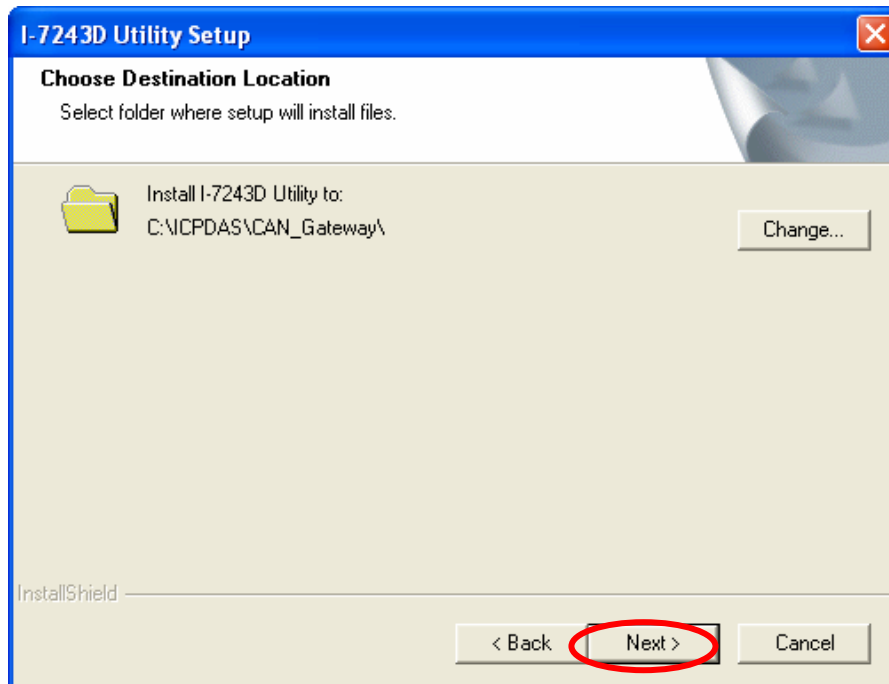 I-7243D Utility Setup
Choose Destination Location
Select folder where setup will install files.
Install I-7243D Utility to:
C:\ICPDAS\CAN_Gateway\
Change...
InstallShield
< Back
Next >
Cancel